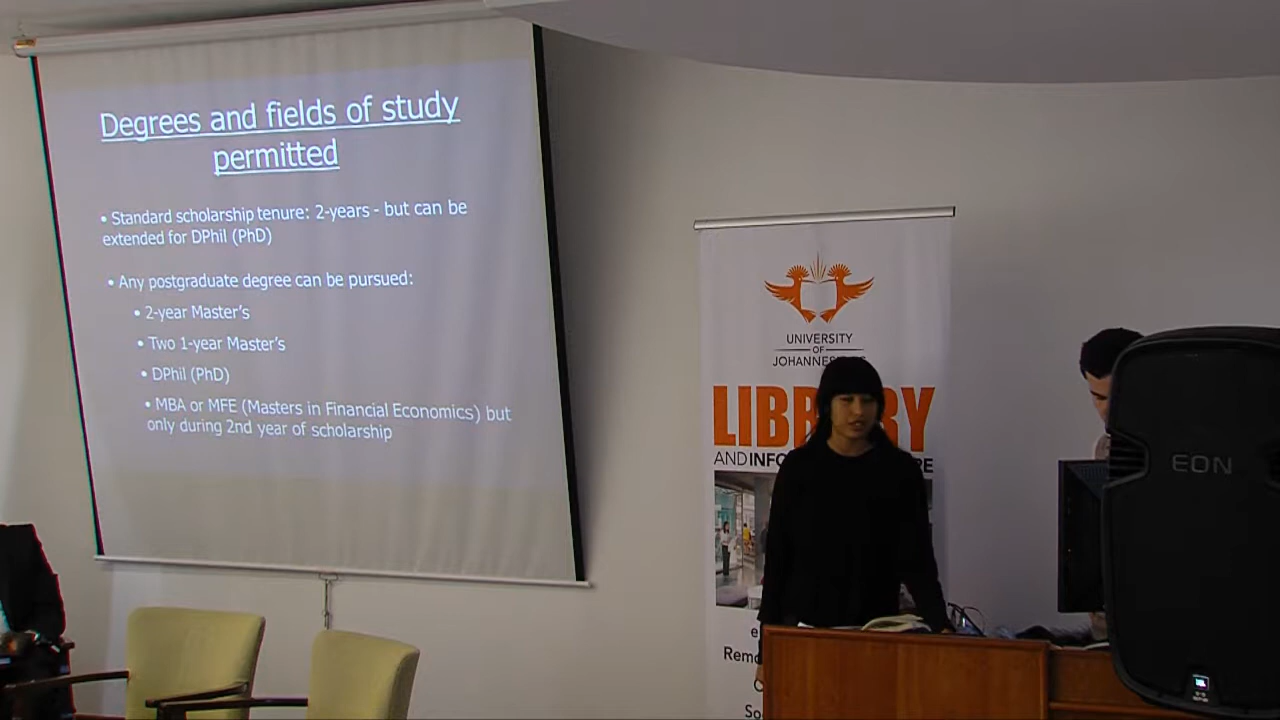 Degrees and fields of study
permitted
• Standard scholarship tenure: 2-years - but can be
extended for DPhil (PhD)
• Any postgraduate degree can be pursued:
• 2-year Master's
• Two 1-year Master's
• DPhil (PhD)
• MBA or MFE (Masters in Financial Economics) but
only during 2nd year of scholarship
UNIVERSITY
OF
LIBRARY
AND
EON